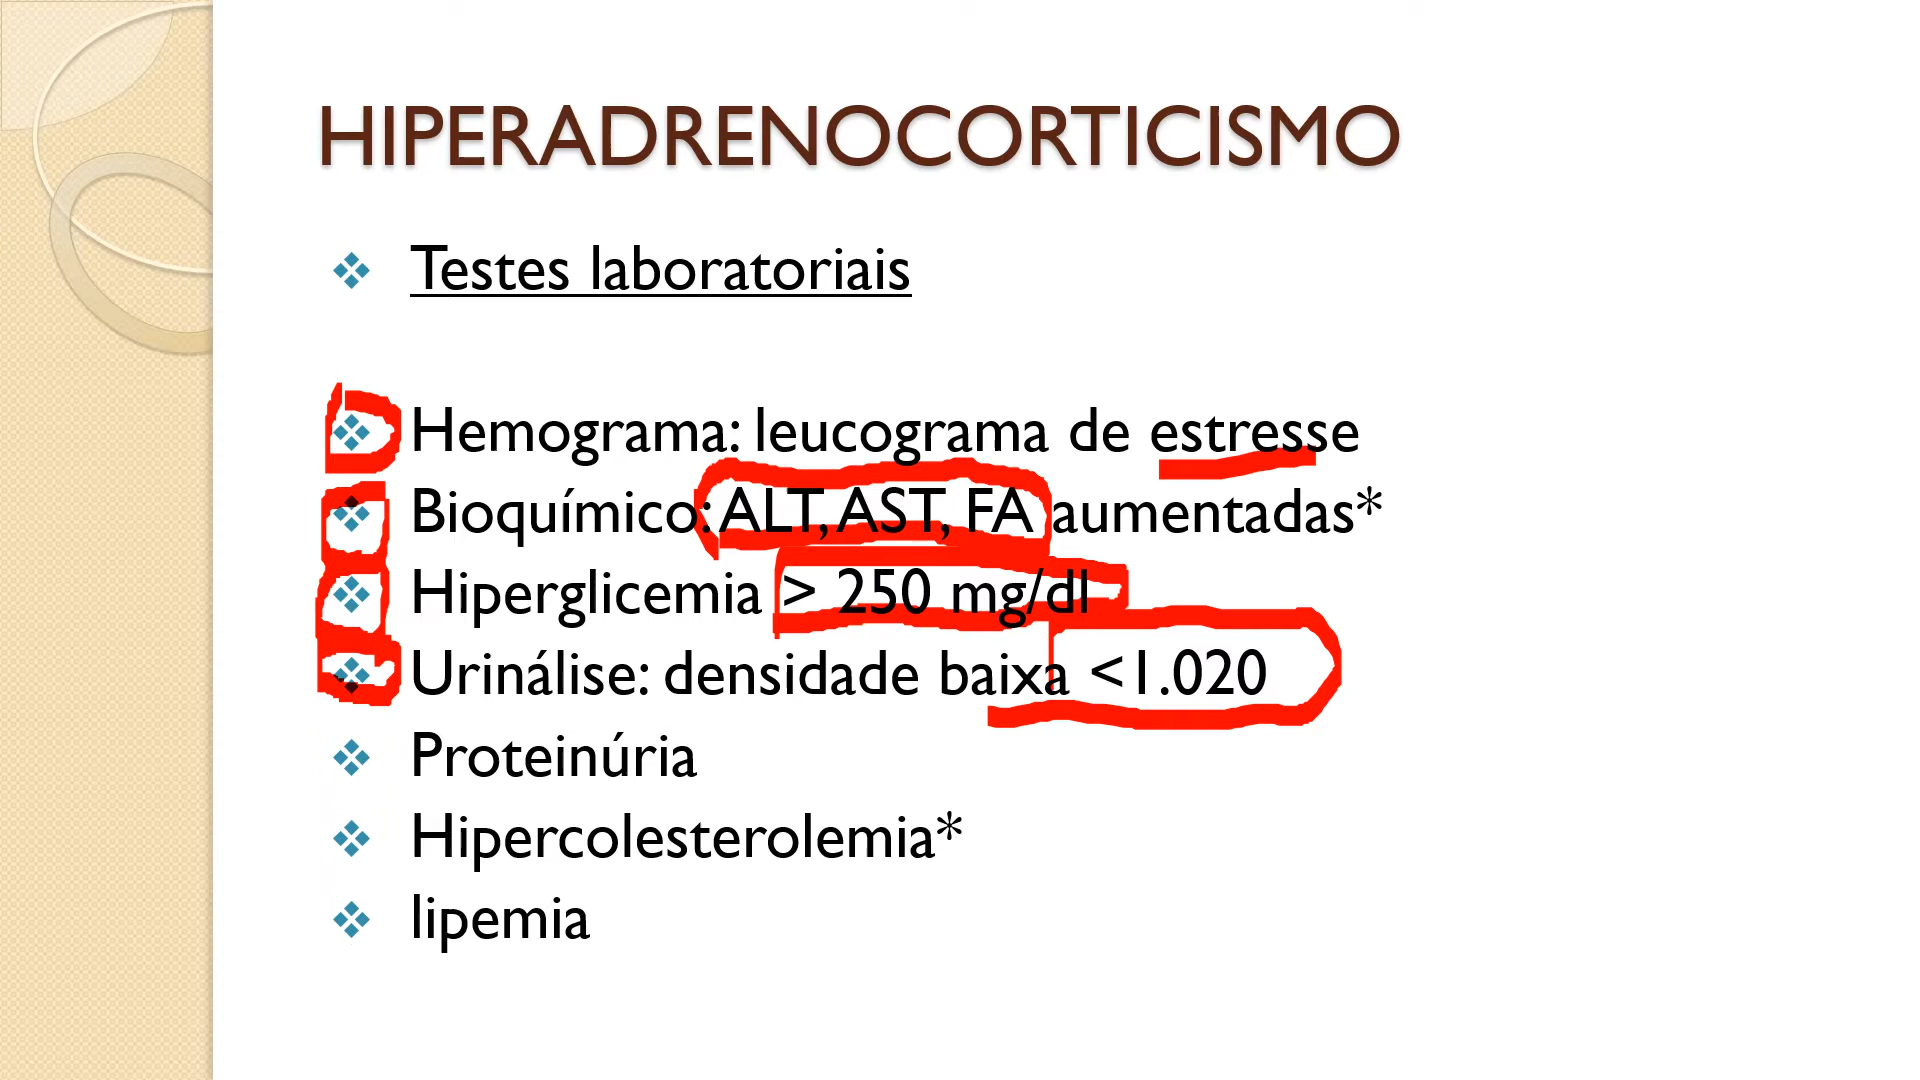 HIPERADRENOCORTICISMO
Testes laboratoriais
Hemograma: leucograma de estresse
Bioquímico: ALT, AST, FA aumentadas*
Hiperglicemia > 250 mg/dl
Urinálise: densidade baixa <1.020
Proteinúria
Hipercolesterolemia*
lipemia